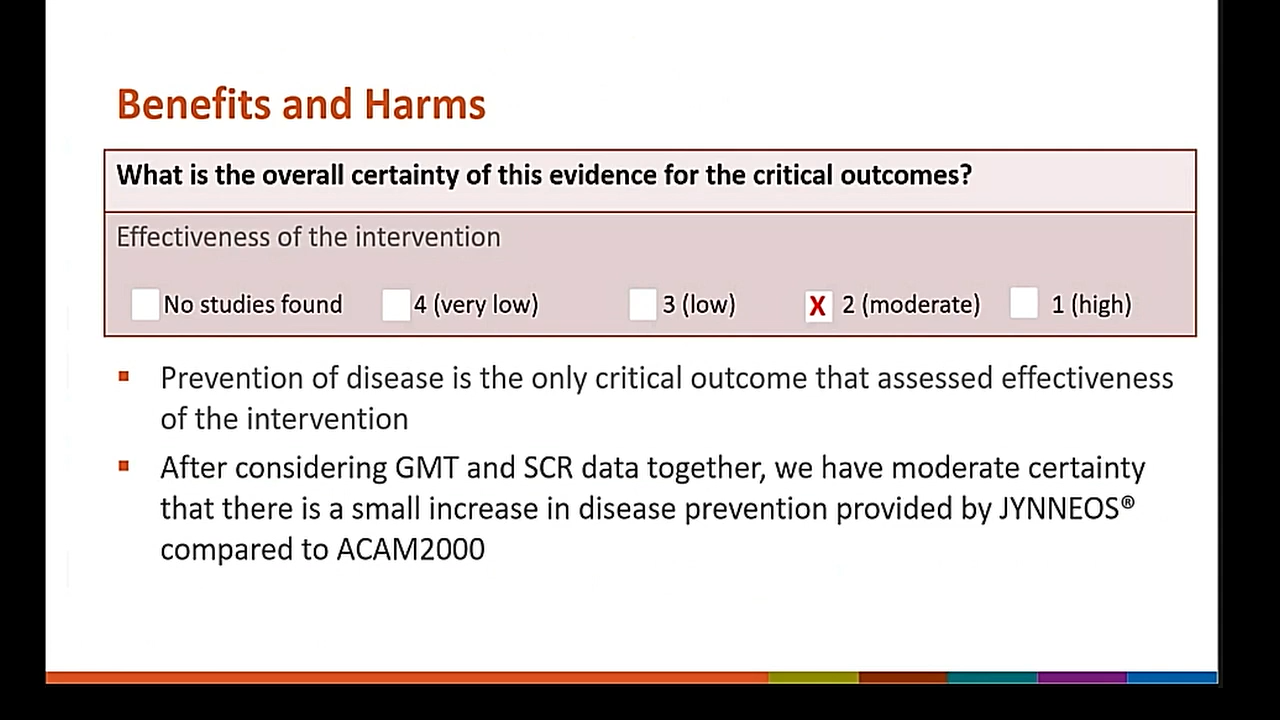 Benefits and Harms
What is the overall certainty of this evidence for the critical outcomes?
Effectiveness of the intervention
No studies found 4 (very low) 3 (low) X 2 (moderate) 1 (high)
Prevention of disease is the only critical outcome that assessed effectiveness
of the intervention
After considering GMT and SCR data together, we have moderate certainty
that there is a small increase in disease prevention provided by JYNNEOS®
compared to ACAM2000